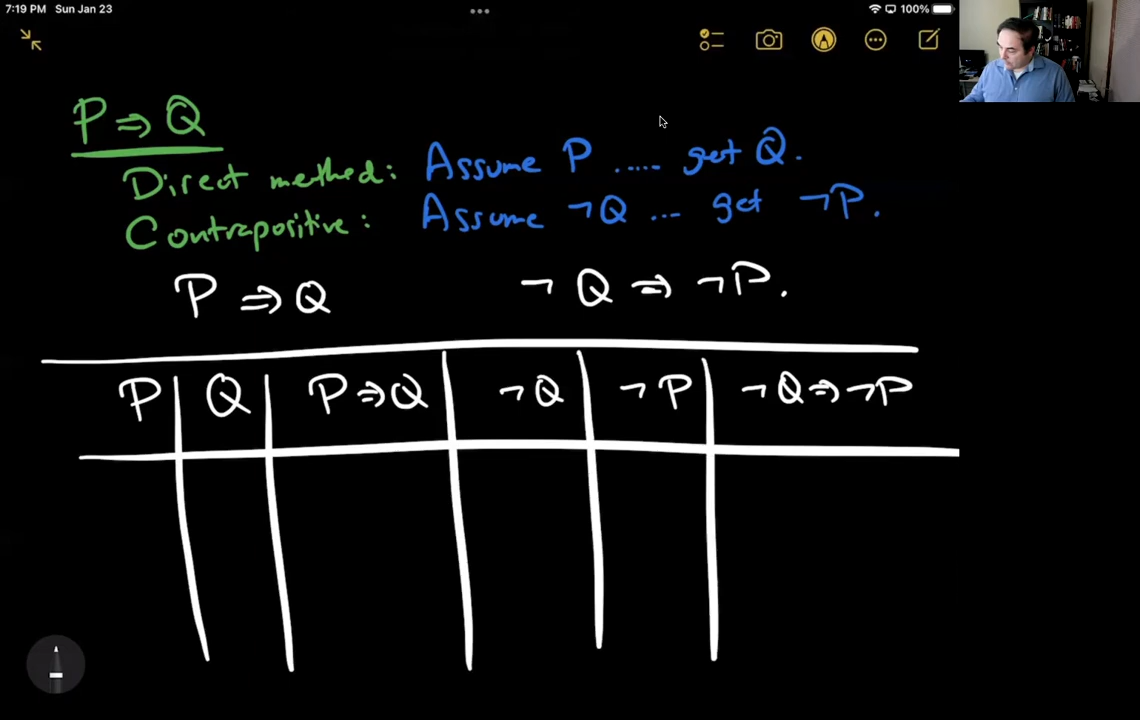 7:19 PM Sun Jan 23 100%
P ⇒ Q
Direct method: Assume P ..... get Q.
Contrapositive: Assume ¬Q ... get ¬P.
P ⇒ Q ¬Q ⇒ ¬P.
P Q P⇒Q ¬Q ¬P ¬Q⇒¬P